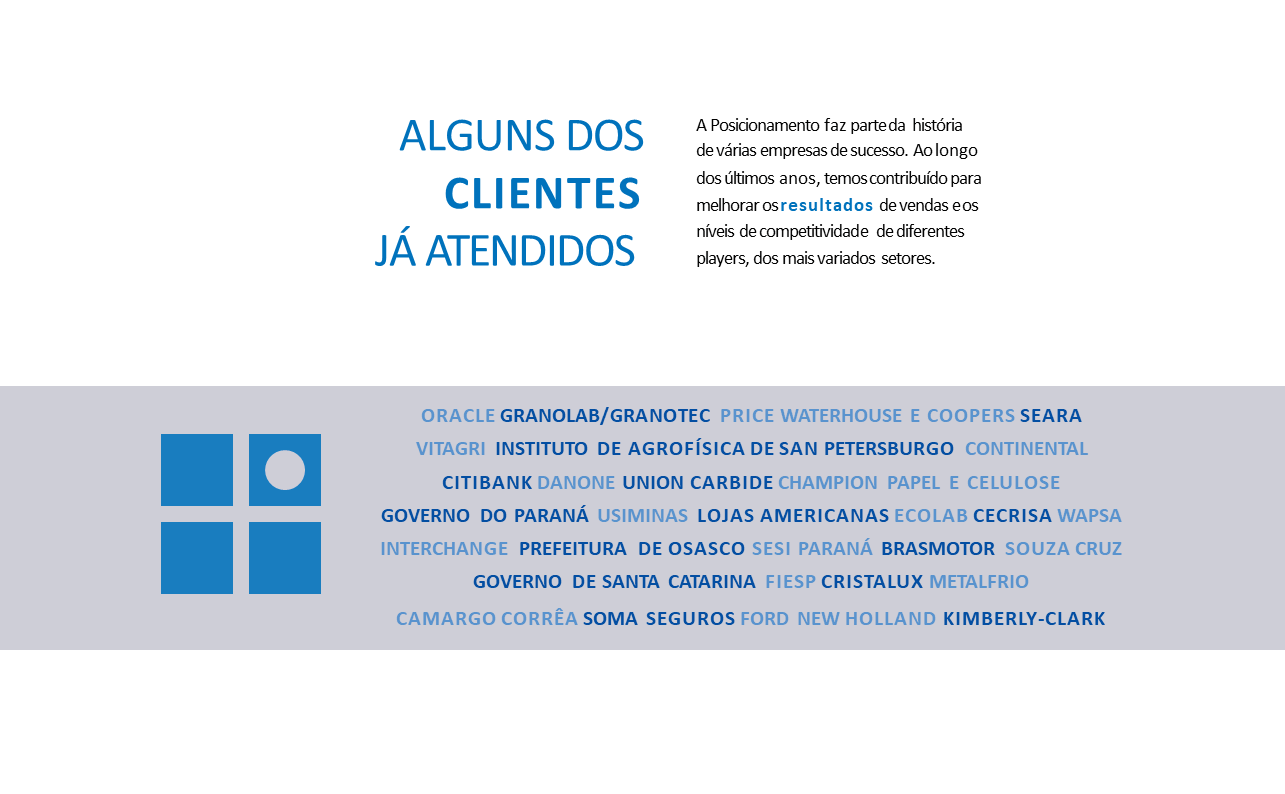 ALGUNS DOS
CLIENTES
JÁ ATENDIDOS
A Posicionamento faz parte da história
de várias empresas de sucesso. Ao longo
dos últimos anos, temos contribuído para
melhorar os resultados de vendas e os
níveis de competitividade de diferentes
players, dos mais variados setores.
ORACLE GRANOLAB/GRANOTEC PRICE WATERHOUSE E COOPERS SEARA
VITAGRI INSTITUTO DE AGROFÍSICA DE SAN PETERSBURGO CONTINENTAL
CITIBANK DANONE UNION CARBIDE CHAMPION PAPEL E CELULOSE
GOVERNO DO PARANÁ USIMINAS LOJAS AMERICANAS ECOLAB CECRISA WAPSA
INTERCHANGE PREFEITURA DE OSASCO SESI PARANÁ BRASMOTOR SOUZA CRUZ
GOVERNO DE SANTA CATARINA FIESP CRISTALUX METALFRIO
CAMARGO CORRÊA SOMA SEGUROS FORD NEW HOLLAND KIMBERLY-CLARK